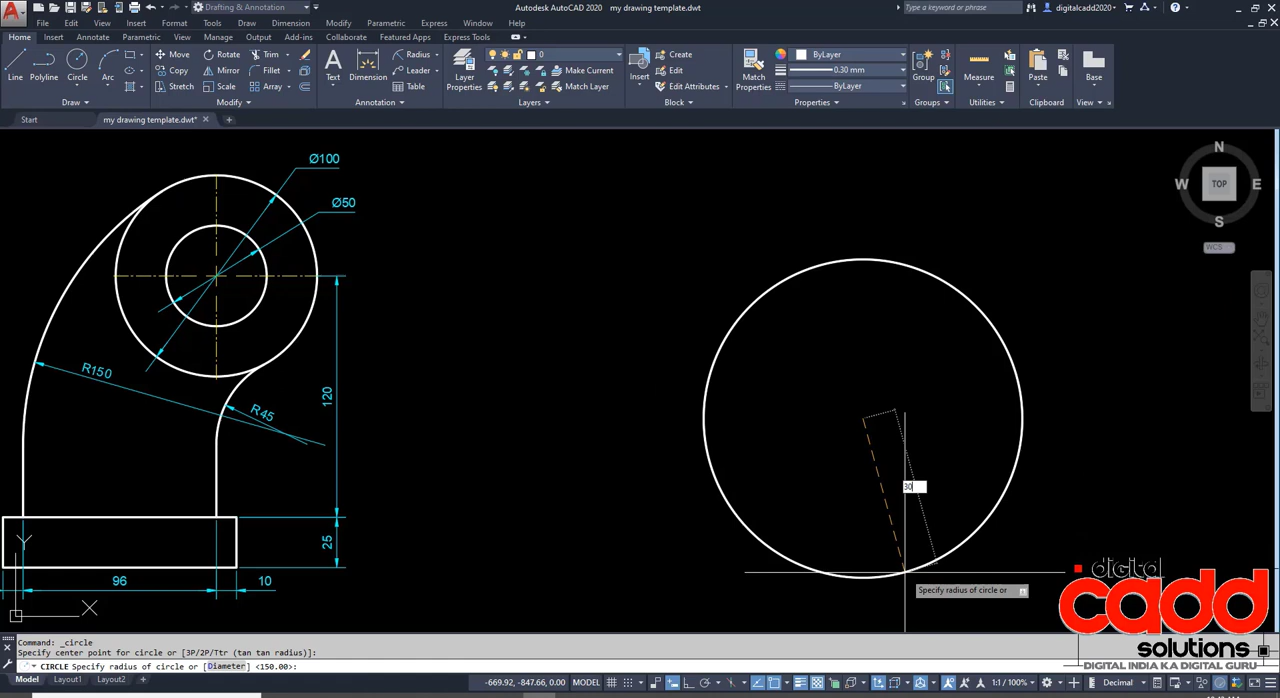 Drafting & Annotation
Autodesk AutoCAD 2020 my drawing template.dwt
Type a keyword or phrase
digitalcadd2020
File Edit View Insert Format Tools Draw Dimension Modify Parametric Express Window Help
Home Insert Annotate Parametric View Manage Output Add-ins Collaborate Featured Apps Express Tools
Line Polyline Circle Arc
Move Rotate Trim
Copy Mirror Fillet
Stretch Scale Array
Text Dimension
Radius
Leader
Table
Layer Properties
0
Make Current
Match Layer
Insert
Create
Edit
Edit Attributes
Match Properties
ByLayer
0.30 mm
ByLayer
Group
Measure
Paste
Base
Draw Modify Annotation Layers Block Properties Groups Utilities Clipboard View
Start my drawing template.dwt*
Ø100
Ø50
R150
R45
120
25
96
10
Y
X
N
W TOP E
S
WCS
30
Specify radius of circle or
digital
cadd
solutions
DIGITAL INDIA KA DIGITAL GURU
Command: _circle
Specify center point for circle or [3P/2P/Ttr (tan tan radius)]:
CIRCLE Specify radius of circle or [Diameter] <150.00>:
Model Layout1 Layout2
-669.92, -847.66, 0.00 MODEL
1:1 / 100%
Decimal